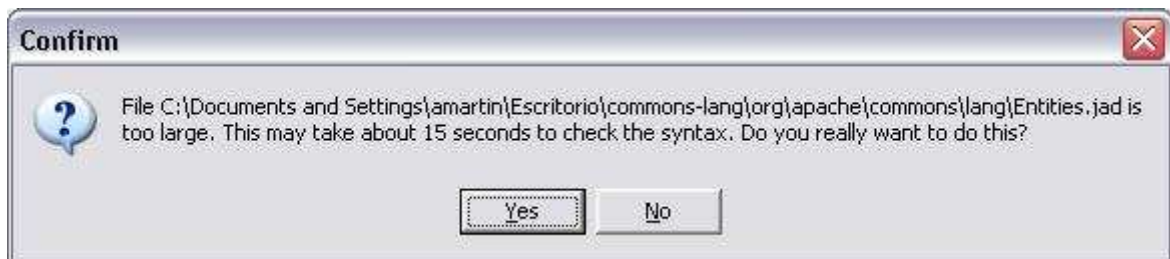 Confirm
File C:\Documents and Settings\amartin\Escritorio\commons-lang\org\apache\commons\lang\Entities.jad is
too large. This may take about 15 seconds to check the syntax. Do you really want to do this?
Yes No